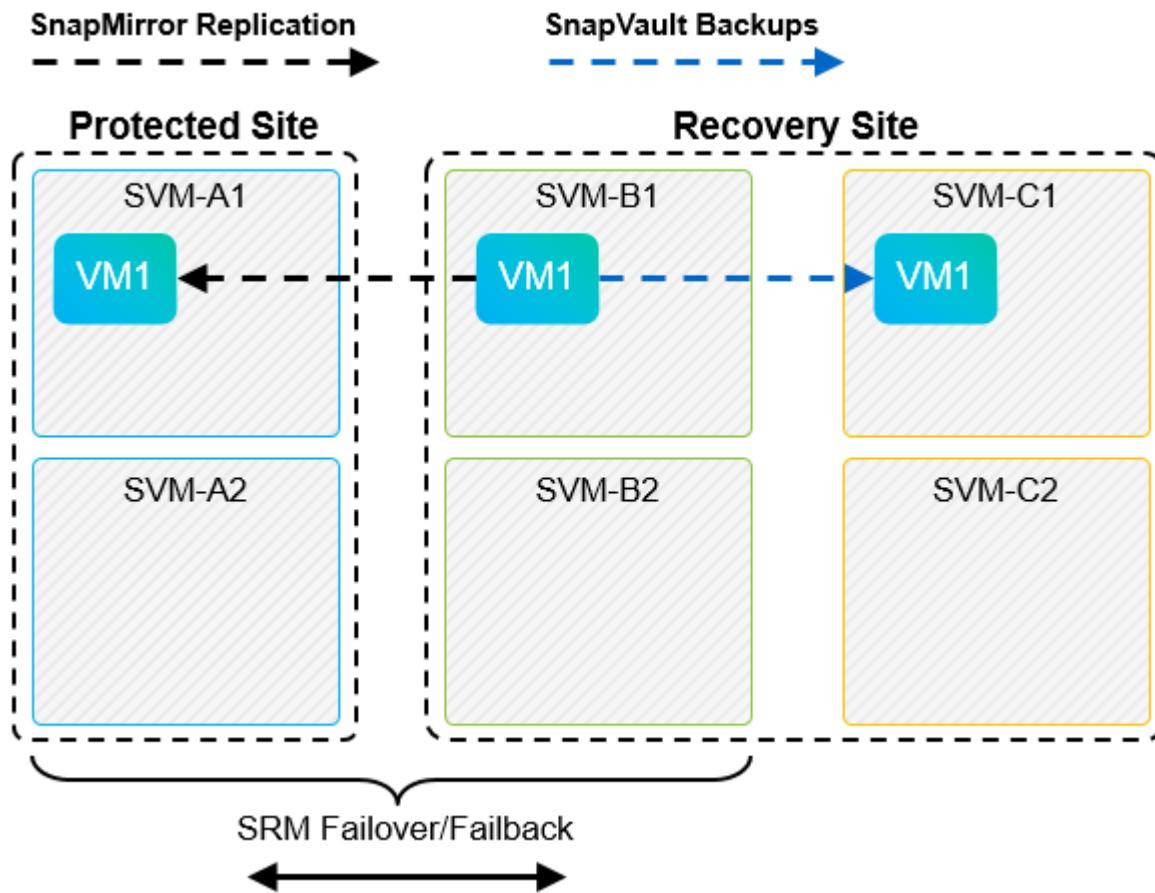 SnapMirror Replication
SnapVault Backups
Protected Site
Recovery Site
SVM-A1
SVM-B1
SVM-C1
VM1
VM1
VM1
SVM-A2
SVM-B2
SVM-C2
SRM Failover/Failback